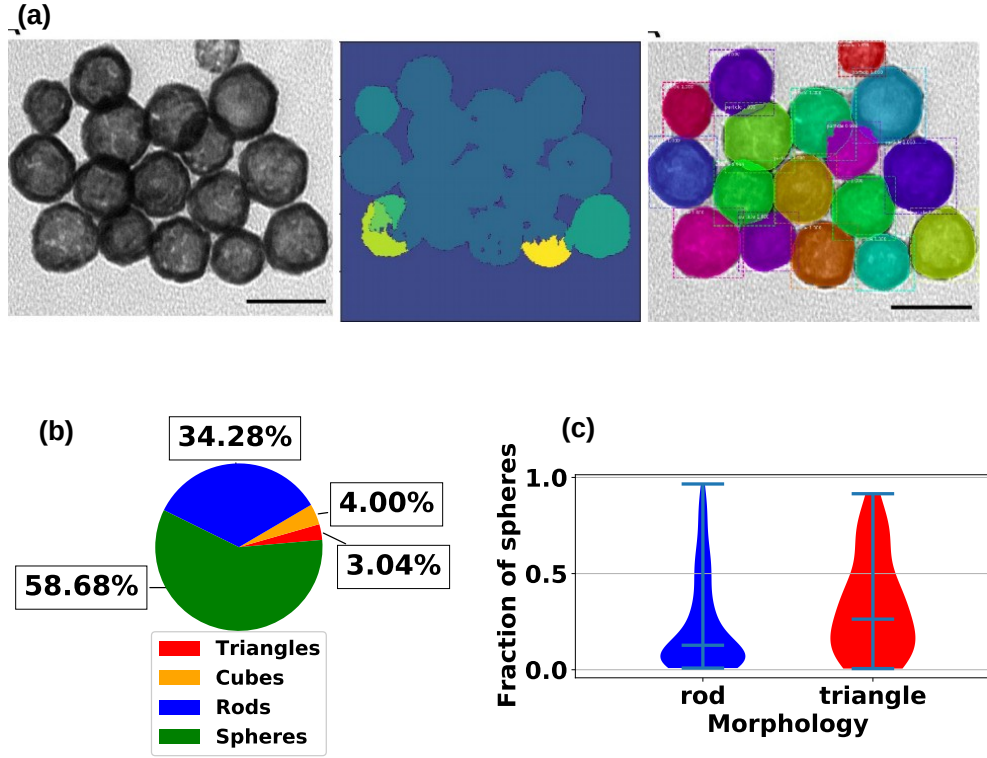 (a)
(b)
34.28%
4.00%
3.04%
58.68%
Triangles
Cubes
Rods
Spheres
(c)
Fraction of spheres
1.0
0.5
0.0
rod triangle
Morphology